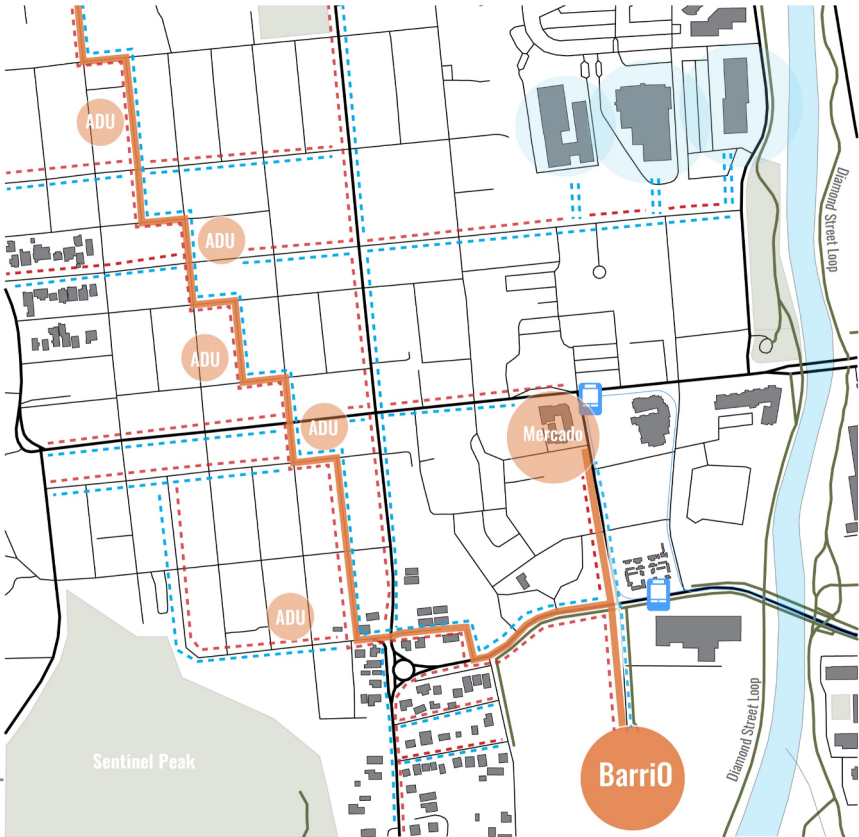 ADU
Diamond Street Loop
ADU
ADU
ADU
Mercado
ADU
Diamond Street Loop
Sentinel Peak
BarriO